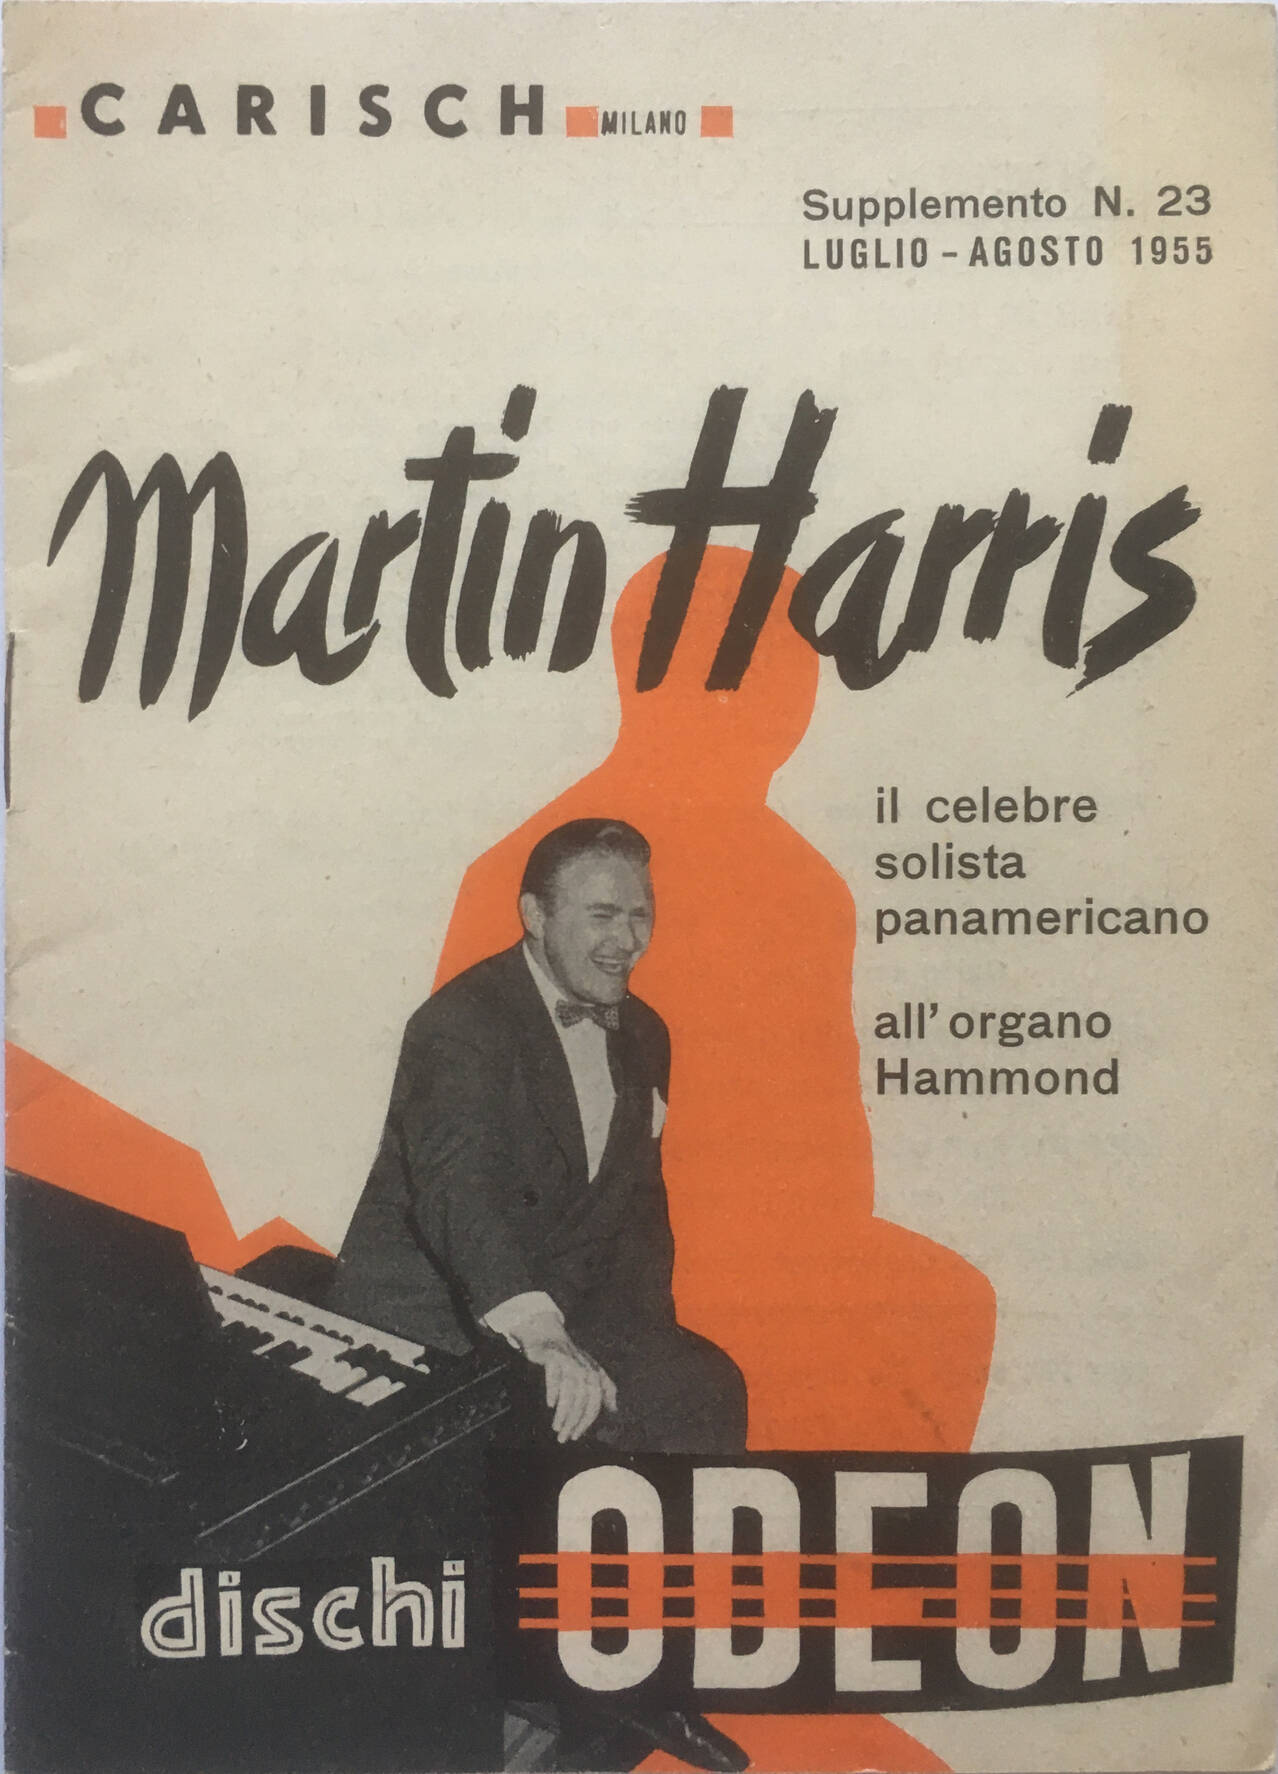 CARISCH MILANO
Supplemento N. 23
LUGLIO - AGOSTO 1955
Martin Harris
il celebre
solista
panamericano
all'organo
Hammond
dischi ODEON